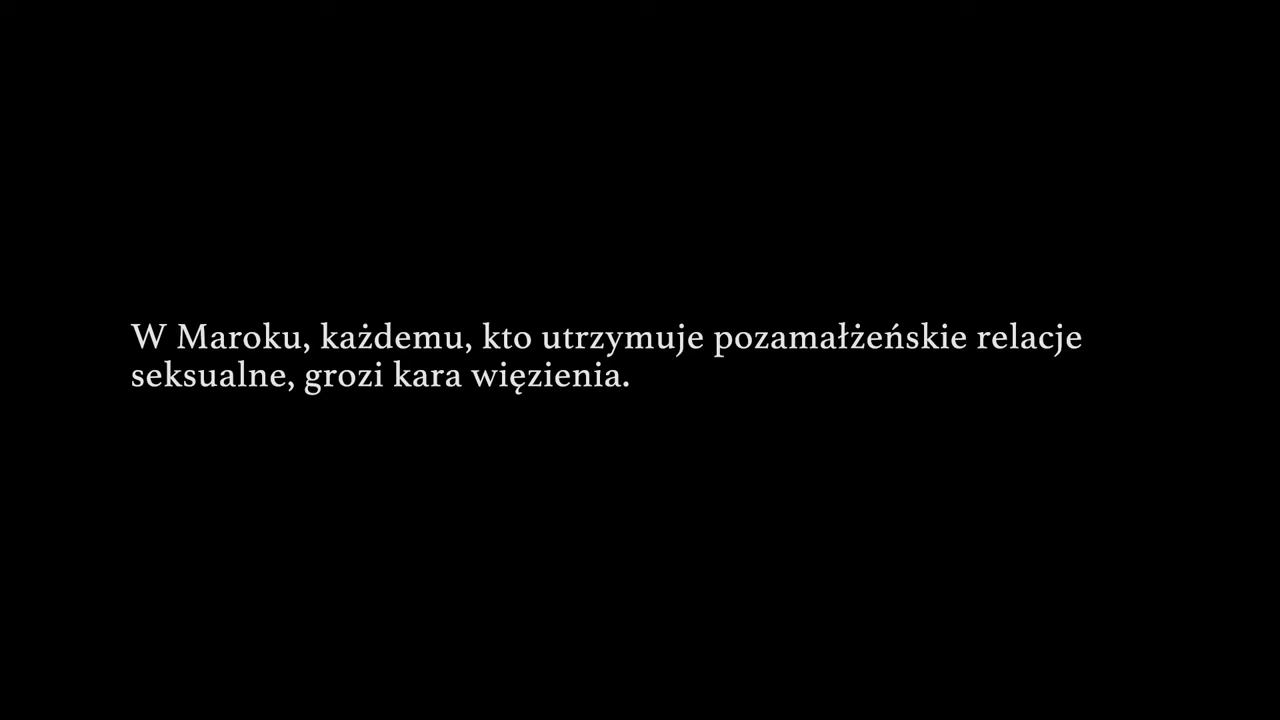 W Maroku, każdemu, kto utrzymuje pozamałżeńskie relacje
seksualne, grozi kara więzienia.